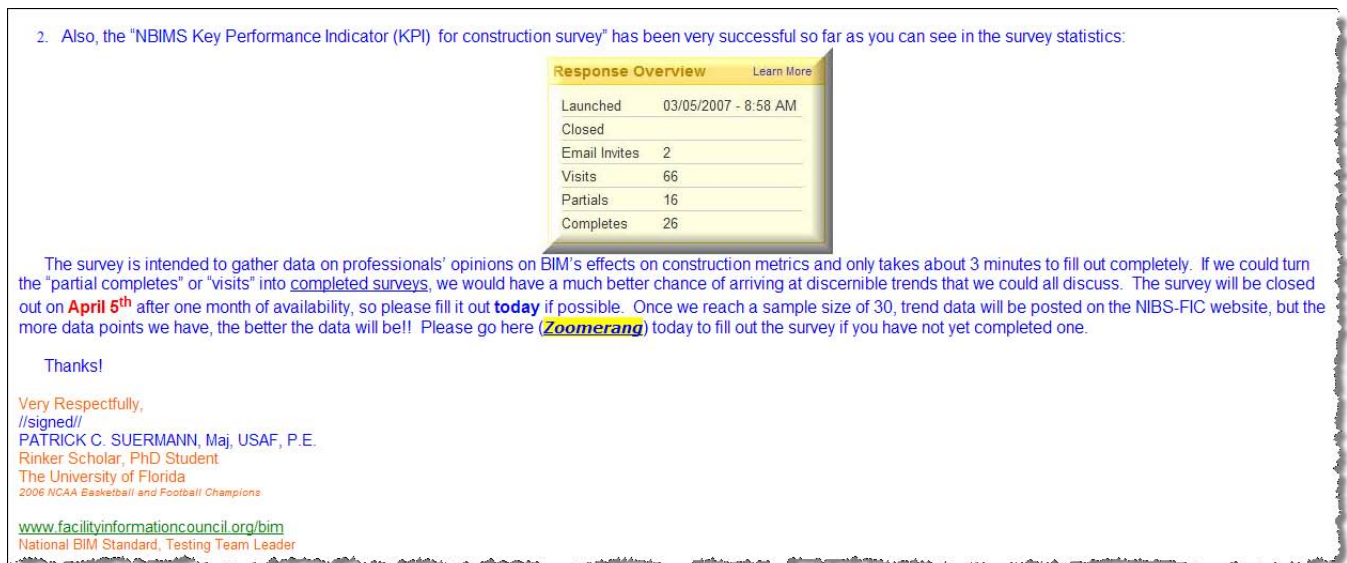 2. Also, the "NBIMS Key Performance Indicator (KPI) for construction survey" has been very successful so far as you can see in the survey statistics:
Response Overview Learn More
Launched 03/05/2007 - 8:58 AM
Closed
Email Invites 2
Visits 66
Partials 16
Completes 26
The survey is intended to gather data on professionals' opinions on BIM's effects on construction metrics and only takes about 3 minutes to fill out completely. If we could turn
the "partial completes" or "visits" into completed surveys, we would have a much better chance of arriving at discernible trends that we could all discuss. The survey will be closed
out on April 5th after one month of availability, so please fill it out today if possible. Once we reach a sample size of 30, trend data will be posted on the NIBS-FIC website, but the
more data points we have, the better the data will be!! Please go here (Zoomerang) today to fill out the survey if you have not yet completed one.
Thanks!
Very Respectfully,
//signed//
PATRICK C. SUERMANN, Maj, USAF, P.E.
Rinker Scholar, PhD Student
The University of Florida
2006 NCAA Basketball and Football Champions
www.facilityinformationcouncil.org/bim
National BIM Standard, Testing Team Leader